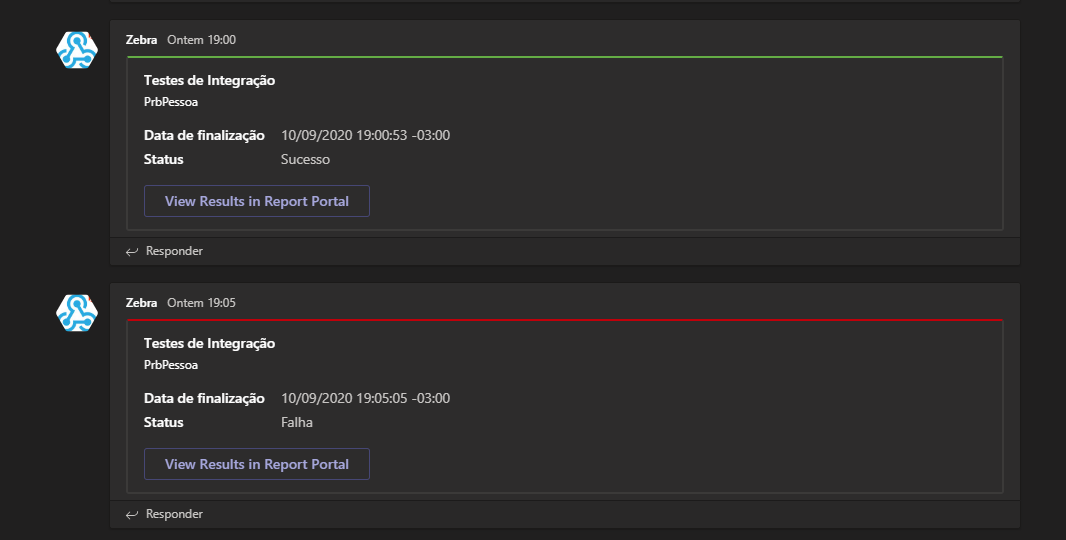 Zebra Ontem 19:00
Testes de Integração
PrbPessoa
Data de finalização 10/09/2020 19:00:53 -03:00
Status Sucesso
View Results in Report Portal
Responder
Zebra Ontem 19:05
Testes de Integração
PrbPessoa
Data de finalização 10/09/2020 19:05:05 -03:00
Status Falha
View Results in Report Portal
Responder